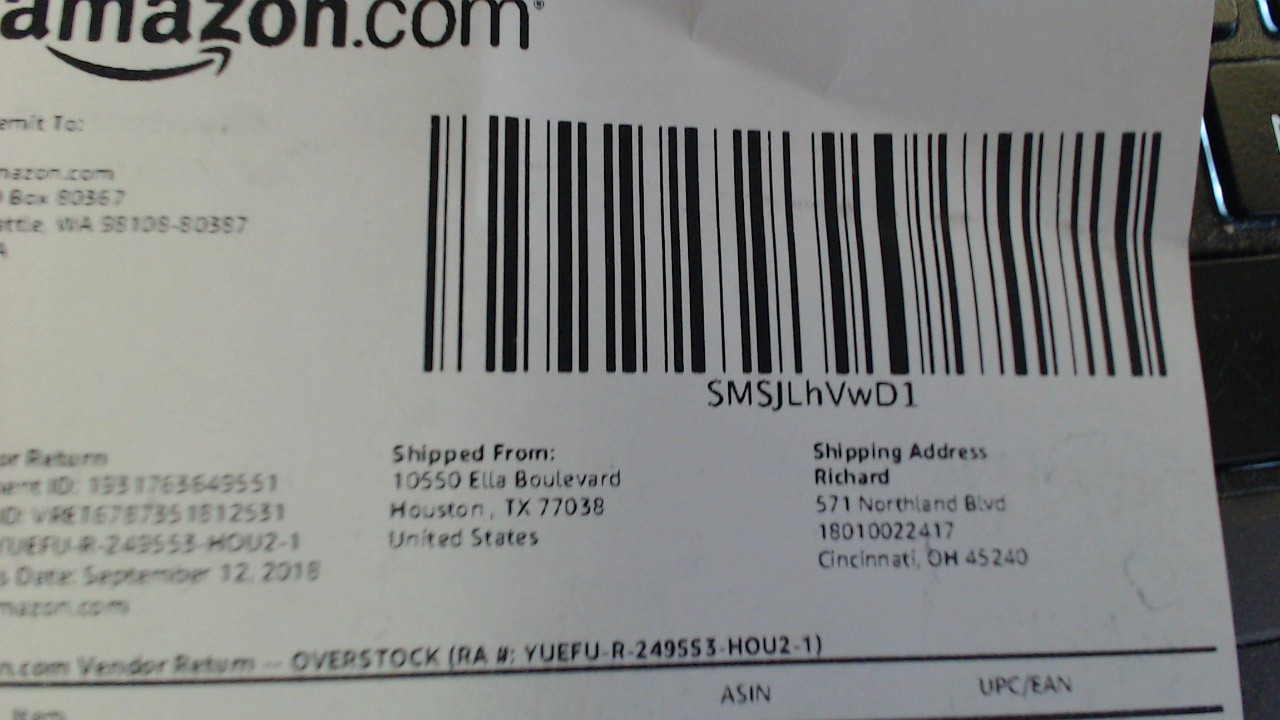 amazon.com
emit To:
mazon.com
Box 80367
ttle, WA 98108-80387
SMSJLhVwD1
or Return
ent ID: 1931763649551
ID: VRET6787351812531
YUEFU-R-249553-HOU2-1
s Date: September 12, 2018
mazon.com
Shipped From:
10550 Ella Boulevard
Houston, TX 77038
United States
Shipping Address
Richard
571 Northland Blvd
18010022417
Cincinnati, OH 45240
n.com Vendor Return -- OVERSTOCK (RA #: YUEFU-R-249553-HOU2-1)
Item ASIN UPC/EAN